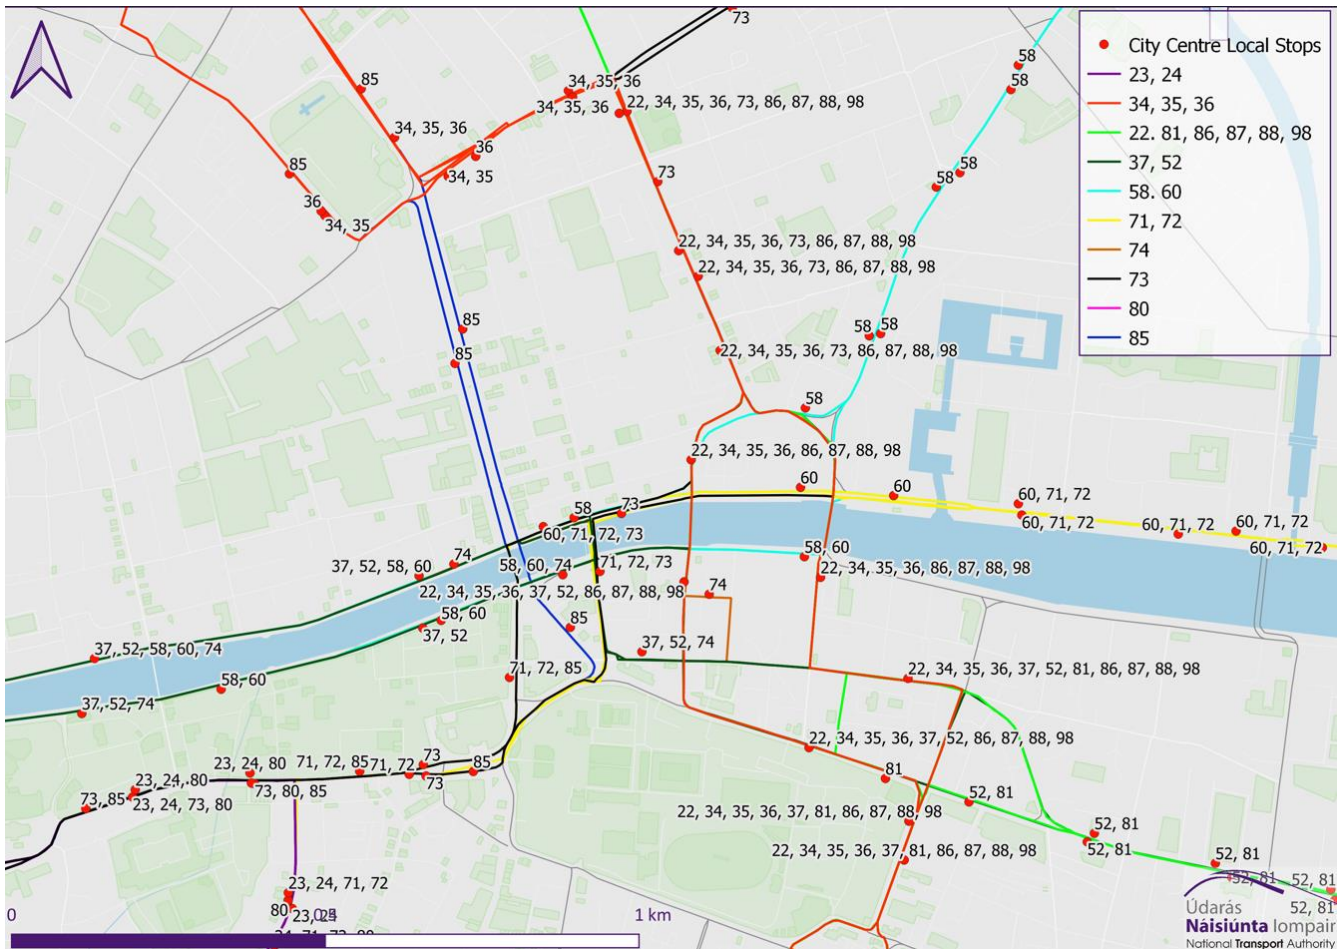 73
58
City Centre Local Stops
23, 24
34, 35, 36
22. 81, 86, 87, 88, 98
37, 52
58. 60
71, 72
74
73
80
85
58
85
34, 35, 36
34, 35, 36
22, 34, 35, 36, 73, 86, 87, 88, 98
34, 35, 36
36
34, 35
85
73
58
58
36
34, 35
22, 34, 35, 36, 73, 86, 87, 88, 98
22, 34, 35, 36, 73, 86, 87, 88, 98
85
58
58
85
22, 34, 35, 36, 73, 86, 87, 88, 98
58
22, 34, 35, 36, 86, 87, 88, 98
60
60
60, 71, 72
58
73
60, 71, 72
60, 71, 72
60, 71, 72
60, 71, 72
60, 71, 72, 73
58, 60
74
37, 52, 58, 60
58, 60, 74
71, 72, 73
22, 34, 35, 36, 86, 87, 88, 98
22, 34, 35, 36, 37, 52, 86, 87, 88, 98
74
58, 60
37, 52
85
37, 52, 58, 60, 74
37, 52, 74
71, 72, 85
22, 34, 35, 36, 37, 52, 81, 86, 87, 88, 98
58, 60
37, 52, 74
22, 34, 35, 36, 37, 52, 86, 87, 88, 98
73
23, 24, 80
71, 72, 85
71, 72
85
81
73
23, 24, 80
73, 80, 85
73, 85
23, 24, 73, 80
52, 81
22, 34, 35, 36, 37, 81, 86, 87, 88, 98
52, 81
52, 81
22, 34, 35, 36, 37, 81, 86, 87, 88, 98
52, 81
52, 81
52, 81
23, 24, 71, 72
80
23, 24
52, 81
0
0.5
1 km
Údarás
Náisiúnta Iompair
National Transport Authority